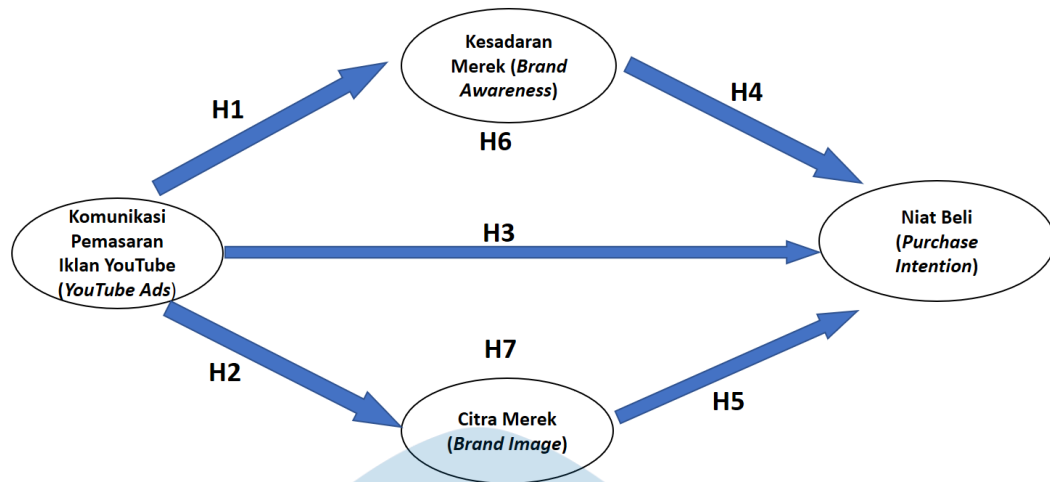 Kesadaran
Merek (Brand
Awareness)
H1
H4
H6
Komunikasi
Pemasaran
Iklan YouTube
(YouTube Ads)
H3
Niat Beli
(Purchase
Intention)
H7
H2
H5
Citra Merek
(Brand Image)